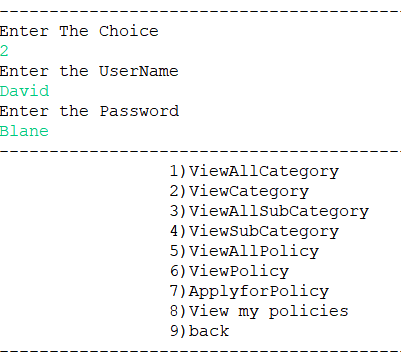 Enter The Choice
2
Enter the UserName
David
Enter the Password
Blane
1)ViewAllCategory
2)ViewCategory
3)ViewAllSubCategory
4)ViewSubCategory
5)ViewAllPolicy
6)ViewPolicy
7)ApplyforPolicy
8)View my policies
9)back